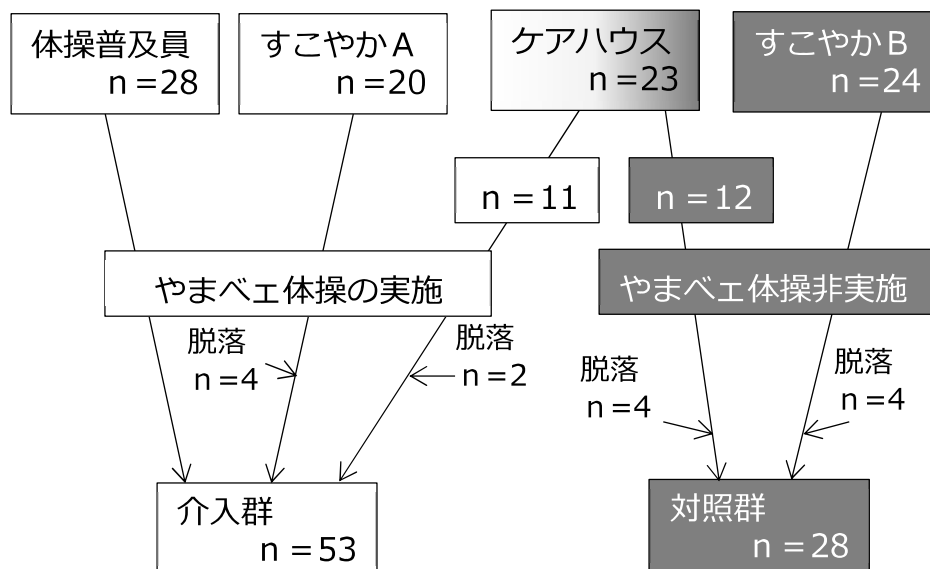 体操普及員
n=28
すこやかA
n=20
ケアハウス
n=23
すこやかB
n=24
n=11
n=12
やまベェ体操の実施
やまベェ体操非実施
脱落
n=4
脱落
n=2
脱落
n=4
脱落
n=4
介入群
n=53
対照群
n=28